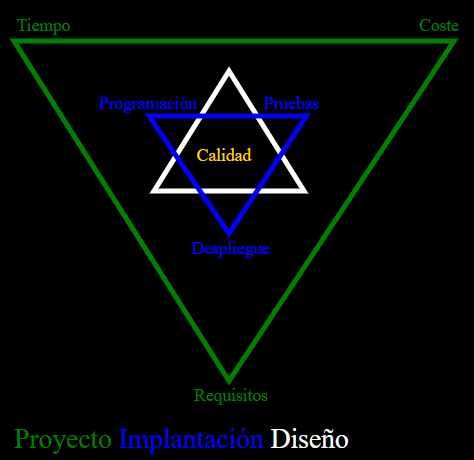 Tiempo Coste
Programación Pruebas
Calidad
Despliegue
Requisitos
Proyecto Implantación Diseño